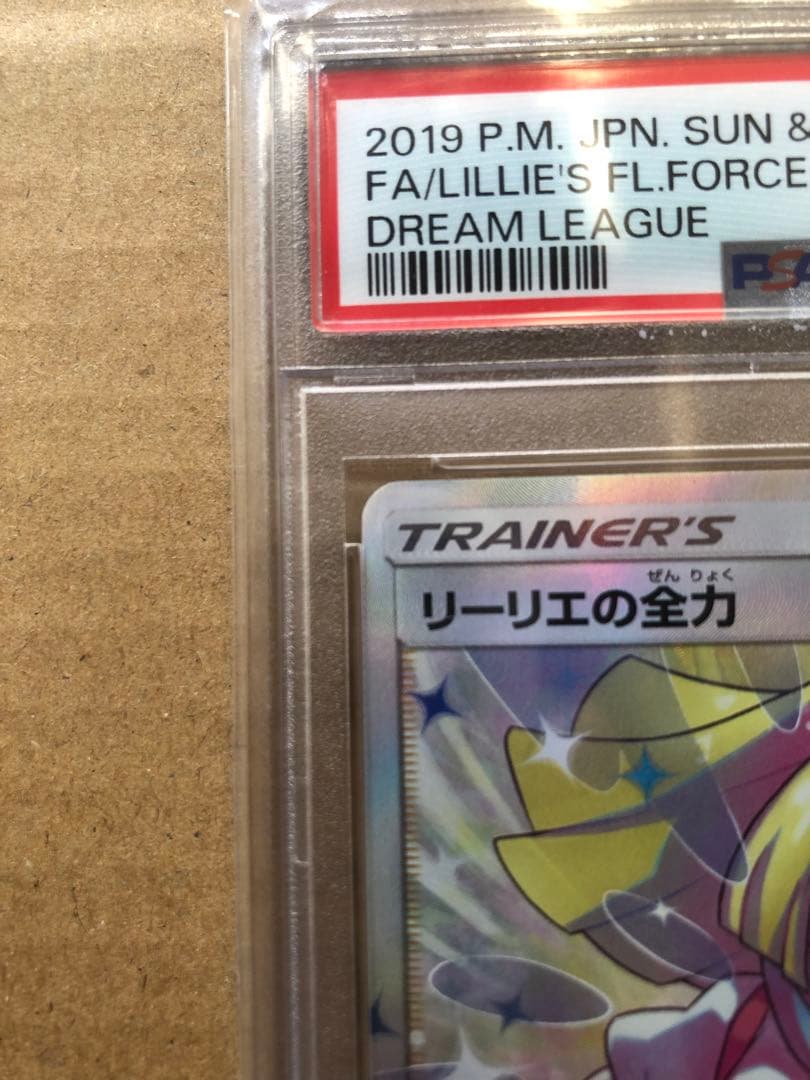 2019 P.M. JPN. SUN &
FA/LILLIE'S FL.FORCE
DREAM LEAGUE
PSA
TRAINER'S
ぜんりょく
リーリエの全力